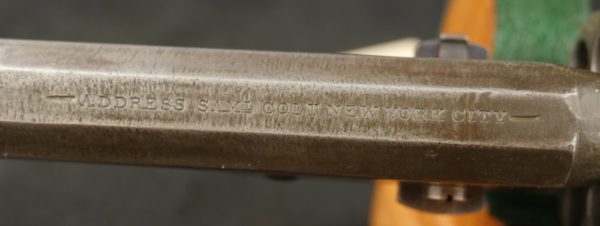 —ADDRESS SAML COLT NEW YORK CITY—